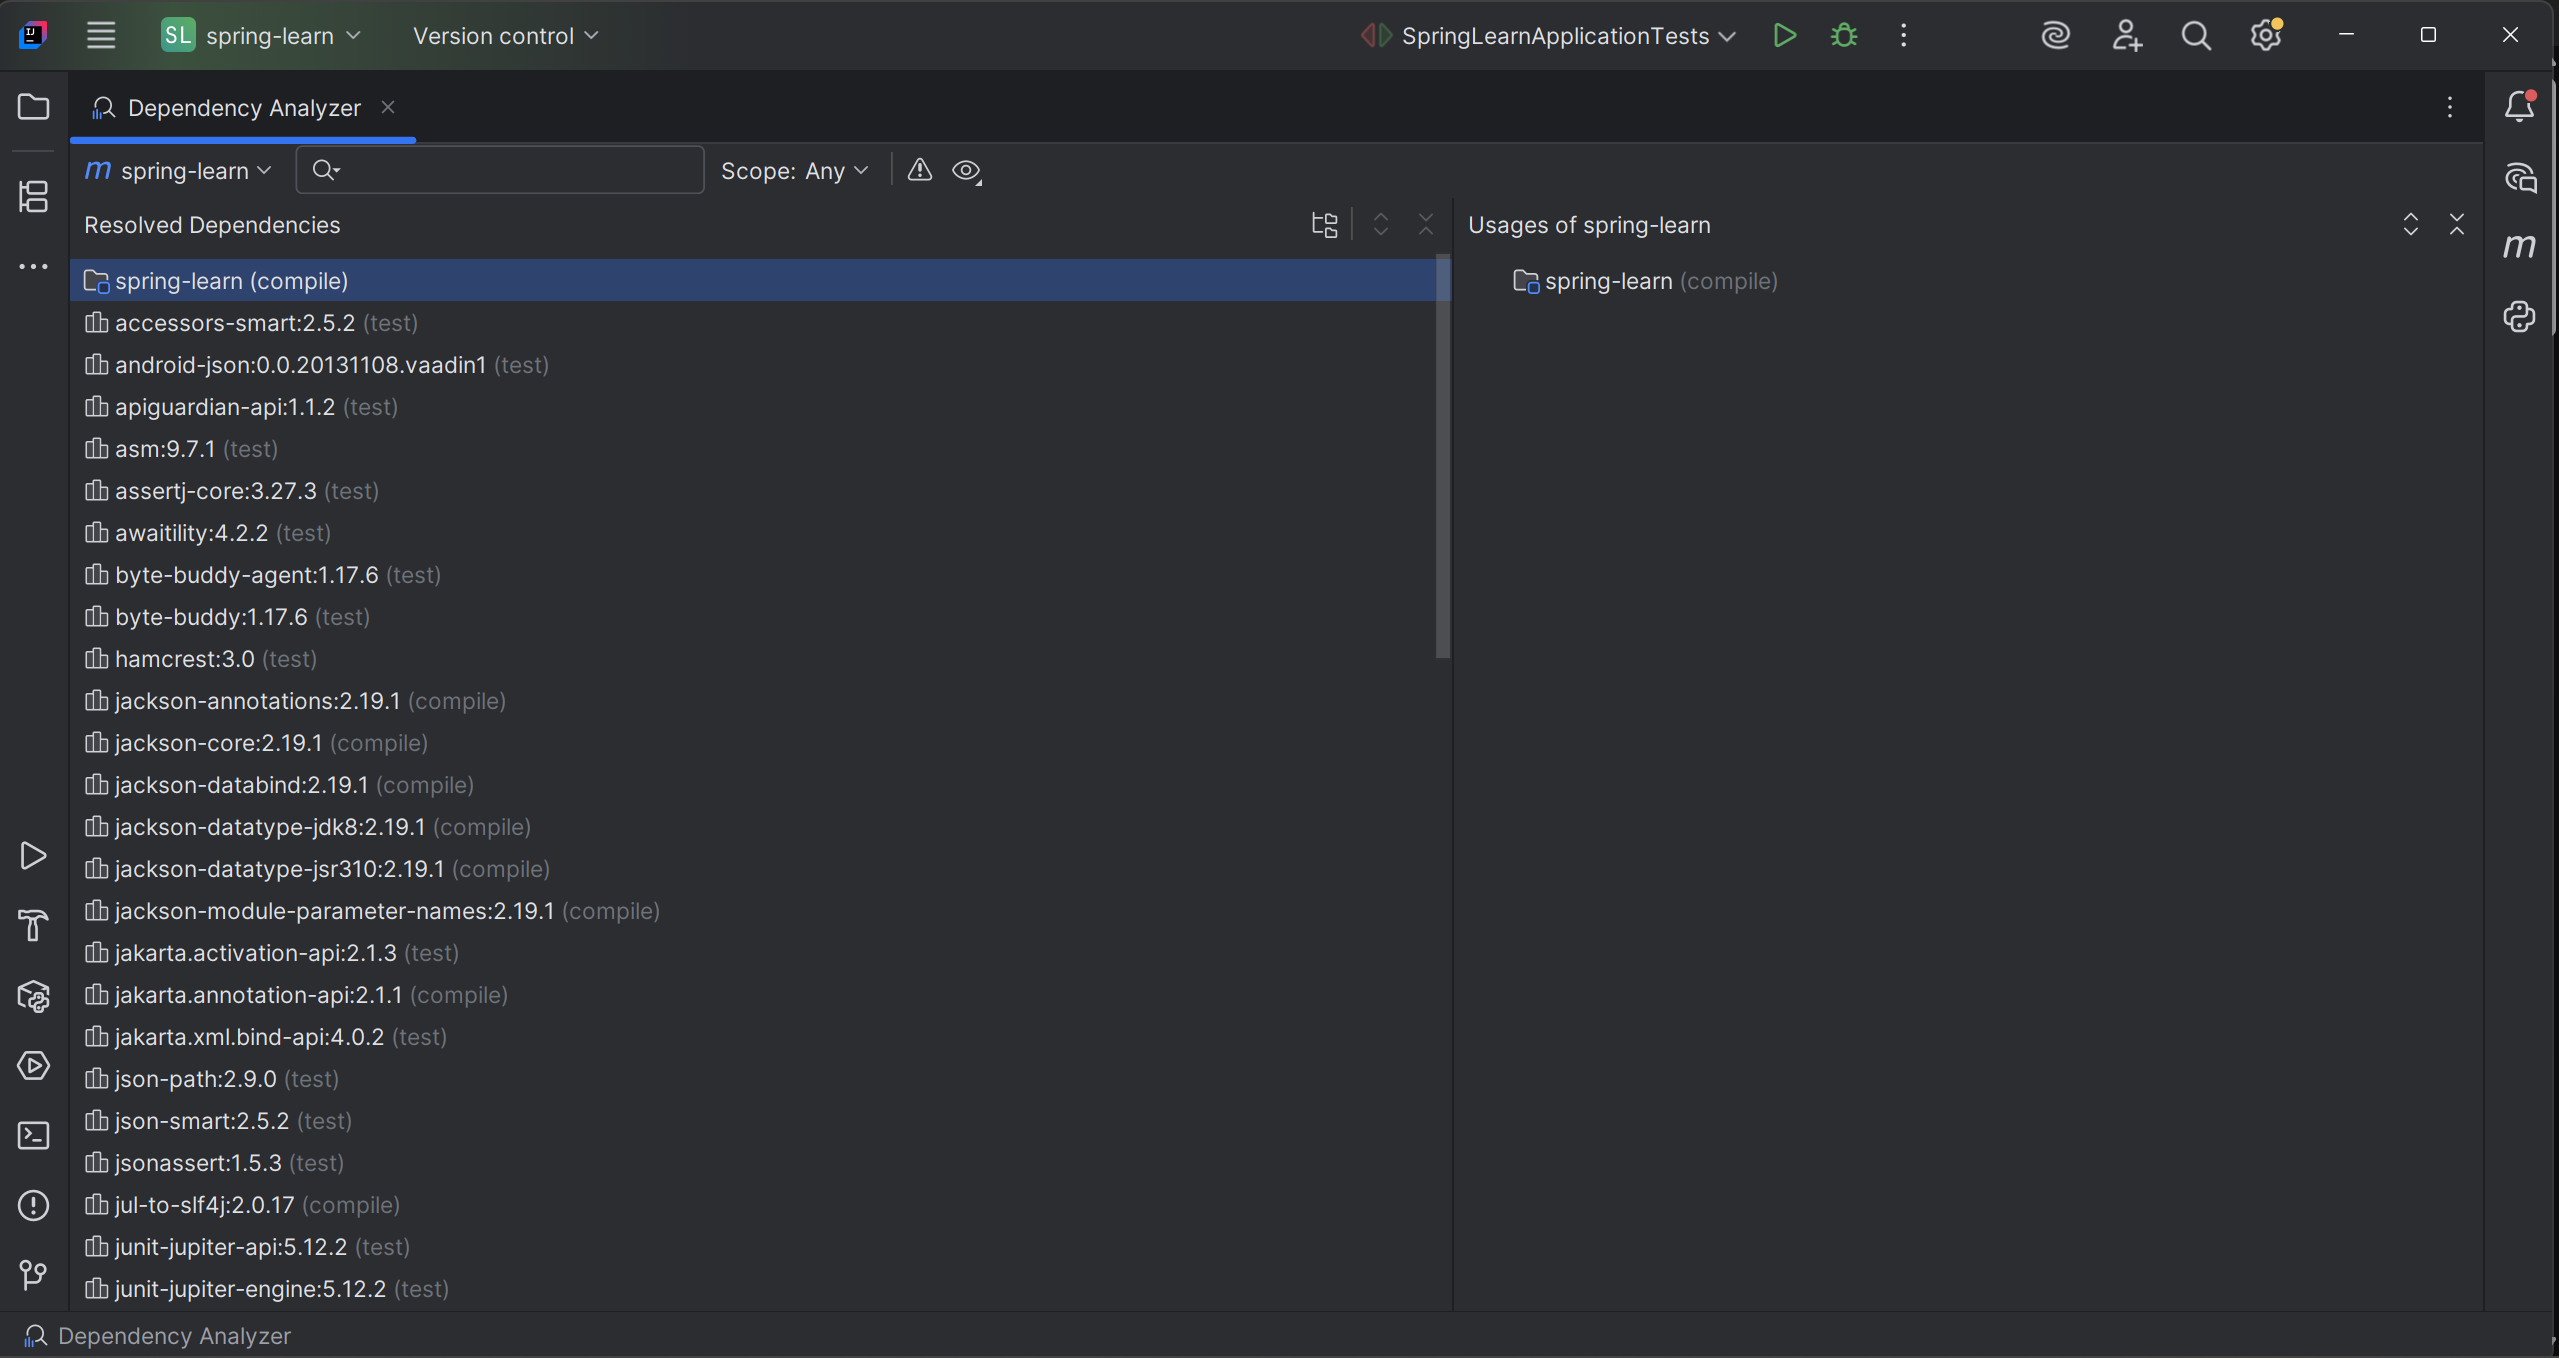 SL spring-learn Version control SpringLearnApplicationTests
Dependency Analyzer
m spring-learn Scope: Any
Resolved Dependencies
Usages of spring-learn
spring-learn (compile)
spring-learn (compile)
accessors-smart:2.5.2 (test)
android-json:0.0.20131108.vaadin1 (test)
apiguardian-api:1.1.2 (test)
asm:9.7.1 (test)
assertj-core:3.27.3 (test)
awaitility:4.2.2 (test)
byte-buddy-agent:1.17.6 (test)
byte-buddy:1.17.6 (test)
hamcrest:3.0 (test)
jackson-annotations:2.19.1 (compile)
jackson-core:2.19.1 (compile)
jackson-databind:2.19.1 (compile)
jackson-datatype-jdk8:2.19.1 (compile)
jackson-datatype-jsr310:2.19.1 (compile)
jackson-module-parameter-names:2.19.1 (compile)
jakarta.activation-api:2.1.3 (test)
jakarta.annotation-api:2.1.1 (compile)
jakarta.xml.bind-api:4.0.2 (test)
json-path:2.9.0 (test)
json-smart:2.5.2 (test)
jsonassert:1.5.3 (test)
jul-to-slf4j:2.0.17 (compile)
junit-jupiter-api:5.12.2 (test)
junit-jupiter-engine:5.12.2 (test)
Dependency Analyzer